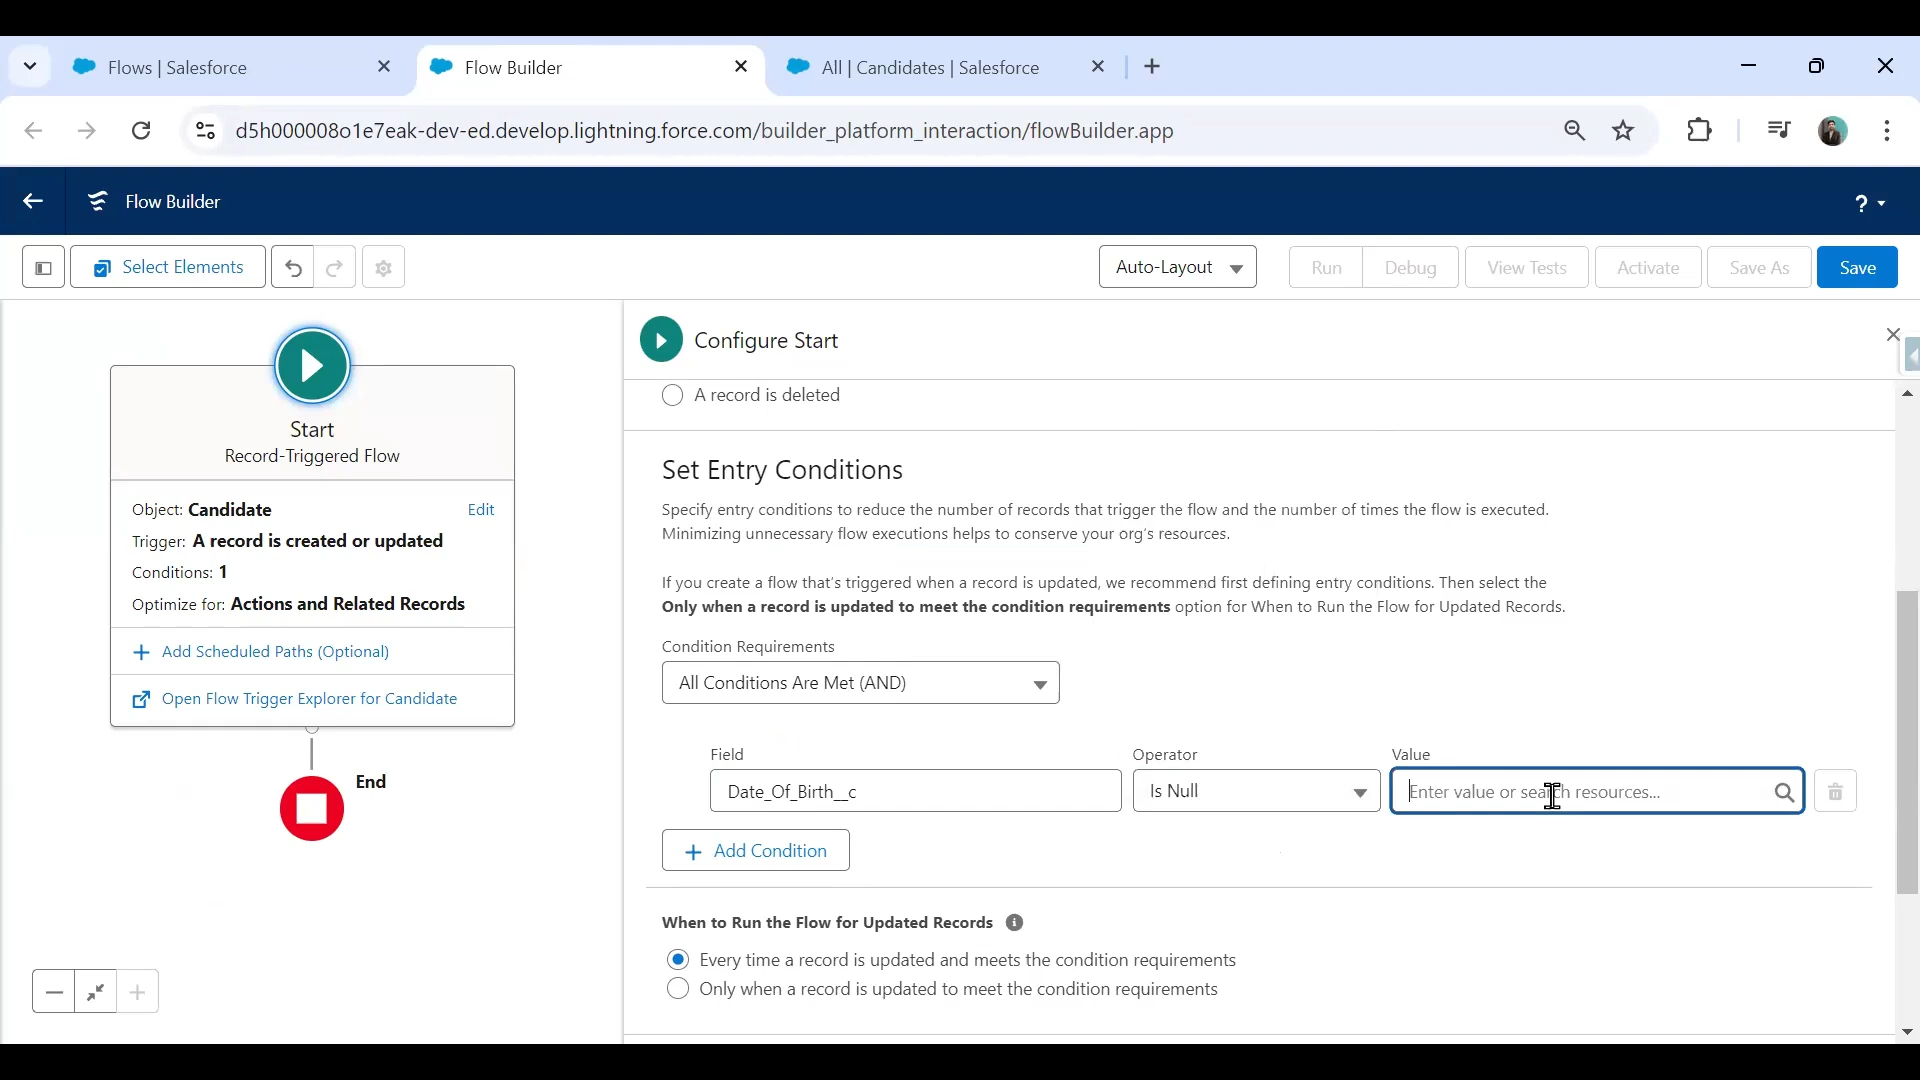 Flows | Salesforce
Flow Builder
All | Candidates | Salesforce
d5h000008o1e7eak-dev-ed.develop.lightning.force.com/builder_platform_interaction/flowBuilder.app
Flow Builder
?
Select Elements
Auto-Layout
Run
Debug
View Tests
Activate
Save As
Save
Start
Record-Triggered Flow
Object: Candidate
Edit
Trigger: A record is created or updated
Conditions: 1
Optimize for: Actions and Related Records
Add Scheduled Paths (Optional)
Open Flow Trigger Explorer for Candidate
End
Configure Start
A record is deleted
Set Entry Conditions
Specify entry conditions to reduce the number of records that trigger the flow and the number of times the flow is executed.
Minimizing unnecessary flow executions helps to conserve your org's resources.
If you create a flow that's triggered when a record is updated, we recommend first defining entry conditions. Then select the
Only when a record is updated to meet the condition requirements option for When to Run the Flow for Updated Records.
Condition Requirements
All Conditions Are Met (AND)
Field
Operator
Value
Date_Of_Birth__c
Is Null
Enter value or search resources...
Add Condition
When to Run the Flow for Updated Records
Every time a record is updated and meets the condition requirements
Only when a record is updated to meet the condition requirements